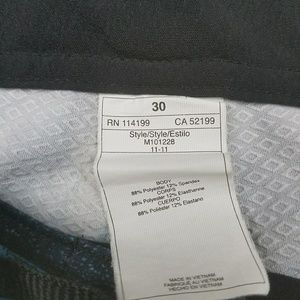 30
RN 114199 CA 52199
Style/Style/Estilo
M101228
11-11
BODY
88% Polyester 12% Spandex
CORPS
88% Polyester 12% Elasthanne
CUERPO
88% Poliéster 12% Elastano
MADE IN VIETNAM
FABRIQUÉ AU VIETNAM
HECHO EN VIETNAM